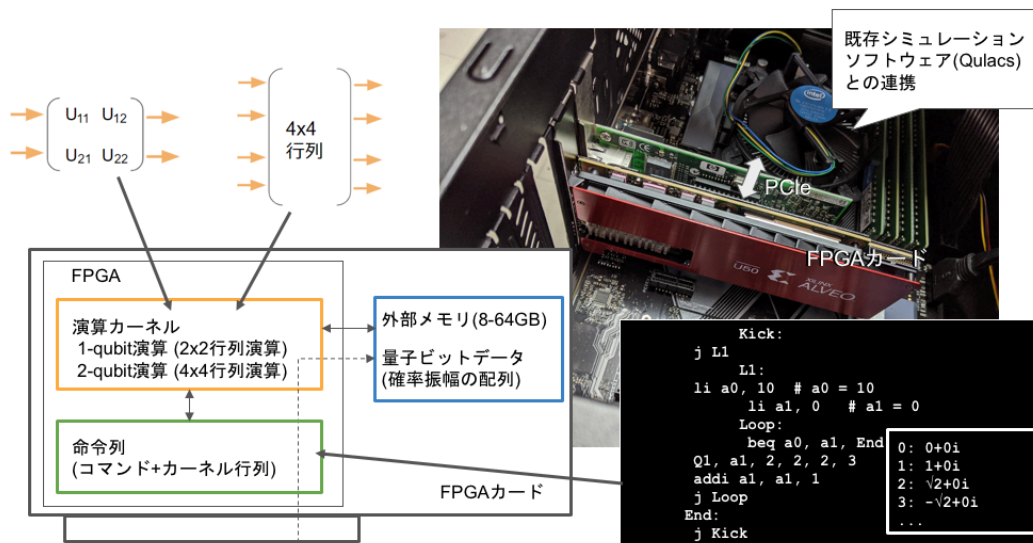 既存シミュレーション
ソフトウェア(Qulacs)
との連携
U11 U12
U21 U22
4x4
行列
intel
PCIe
FPGAカード
U50
XILINX
ALVEO
FPGA
演算カーネル
1-qubit演算 (2x2行列演算)
2-qubit演算 (4x4行列演算)
外部メモリ(8-64GB)
量子ビットデータ
(確率振幅の配列)
命令列
(コマンド+カーネル行列)
FPGAカード
Kick:
j L1
L1:
li a0, 10 # a0 = 10
li a1, 0 # a1 = 0
Loop:
beq a0, a1, End
Q1, a1, 2, 2, 2, 3
addi a1, a1, 1
j Loop
End:
j Kick
0: 0+0i
1: 1+0i
2: √2+0i
3: -√2+0i
...